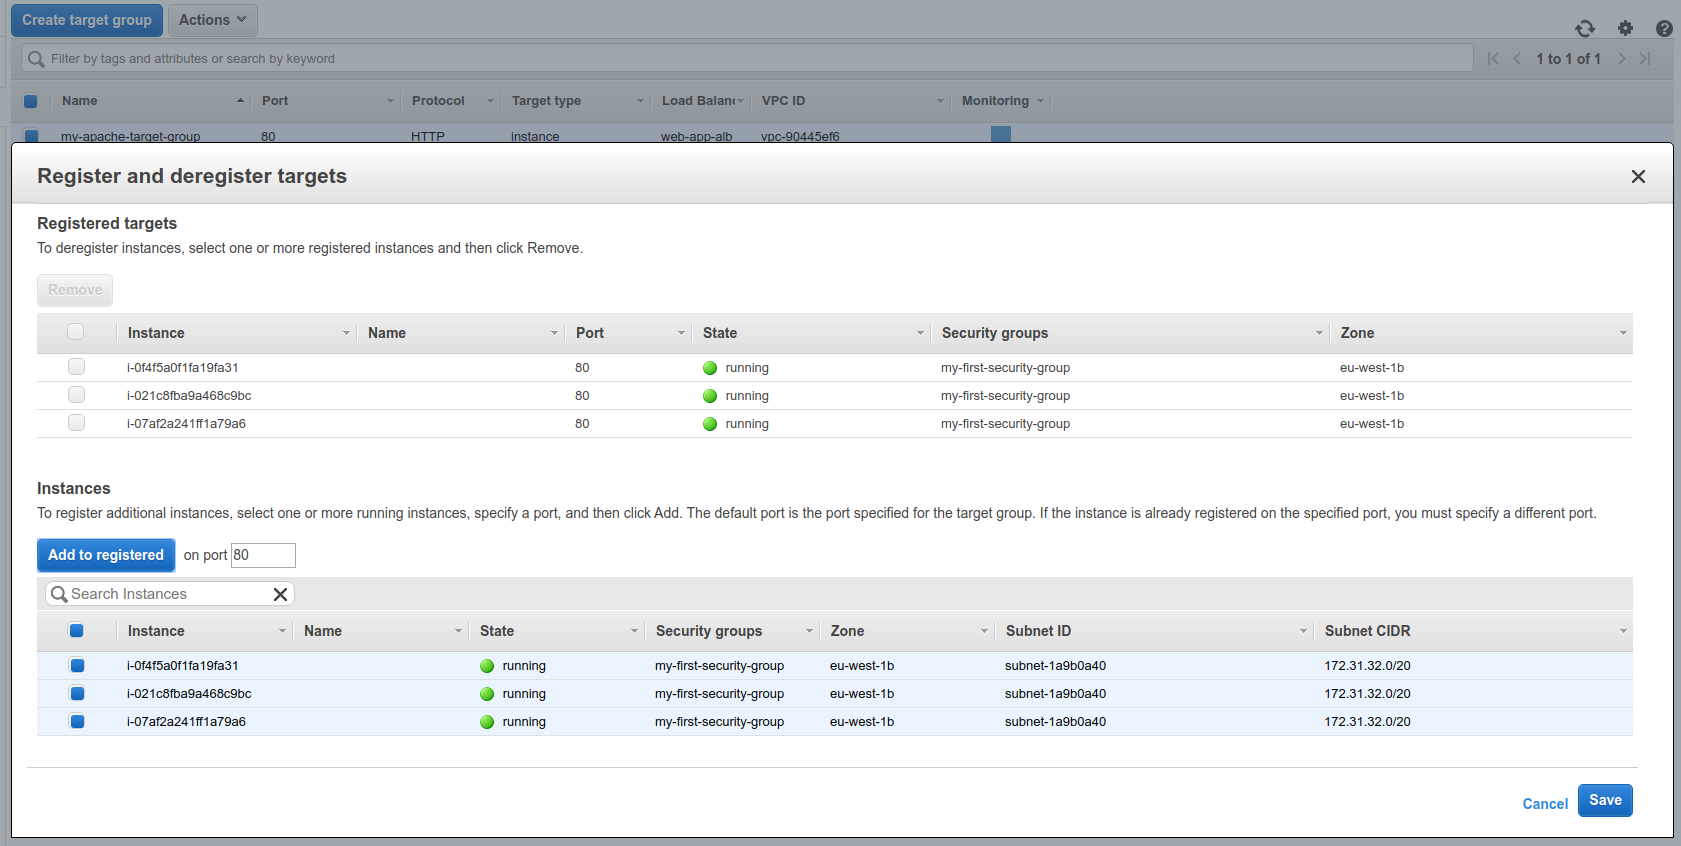 Create target group Actions
Filter by tags and attributes or search by keyword 1 to 1 of 1
Name Port Protocol Target type Load Balanc VPC ID Monitoring
my-apache-target-group 80 HTTP instance web-app-alb vpc-90445ef6
Register and deregister targets
Registered targets
To deregister instances, select one or more registered instances and then click Remove.
Remove
Instance Name Port State Security groups Zone
i-0f4f5a0f1fa19fa31 80 running my-first-security-group eu-west-1b
i-021c8fba9a468c9bc 80 running my-first-security-group eu-west-1b
i-07af2a241ff1a79a6 80 running my-first-security-group eu-west-1b
Instances
To register additional instances, select one or more running instances, specify a port, and then click Add. The default port is the port specified for the target group. If the instance is already registered on the specified port, you must specify a different port.
Add to registered on port 80
Search Instances
Instance Name State Security groups Zone Subnet ID Subnet CIDR
i-0f4f5a0f1fa19fa31 running my-first-security-group eu-west-1b subnet-1a9b0a40 172.31.32.0/20
i-021c8fba9a468c9bc running my-first-security-group eu-west-1b subnet-1a9b0a40 172.31.32.0/20
i-07af2a241ff1a79a6 running my-first-security-group eu-west-1b subnet-1a9b0a40 172.31.32.0/20
Cancel Save